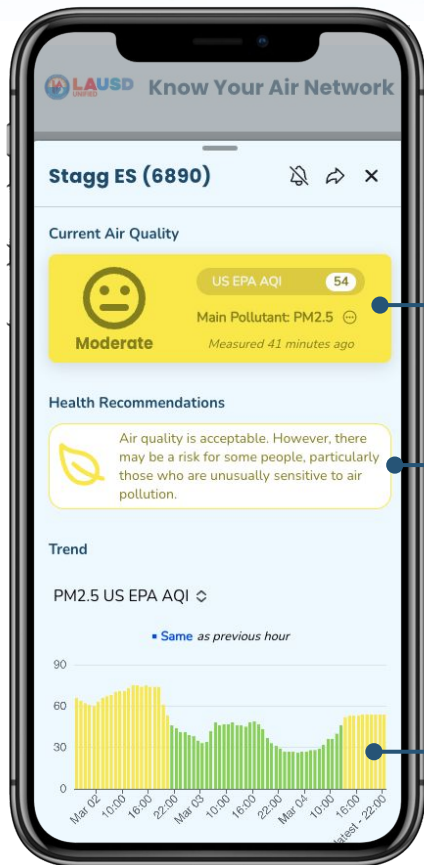 LAUSD
UNIFIED
Know Your Air Network
Stagg ES (6890)
Current Air Quality
US EPA AQI 54
Main Pollutant: PM2.5
Moderate
Measured 41 minutes ago
Health Recommendations
Air quality is acceptable. However, there
may be a risk for some people, particularly
those who are unusually sensitive to air
pollution.
Trend
PM2.5 US EPA AQI
Same as previous hour
90
60
30
0
Mar 02 10:00 16:00 22:00 Mar 03 10:00 16:00 22:00 Mar 04 10:00 16:00 latest - 22:00